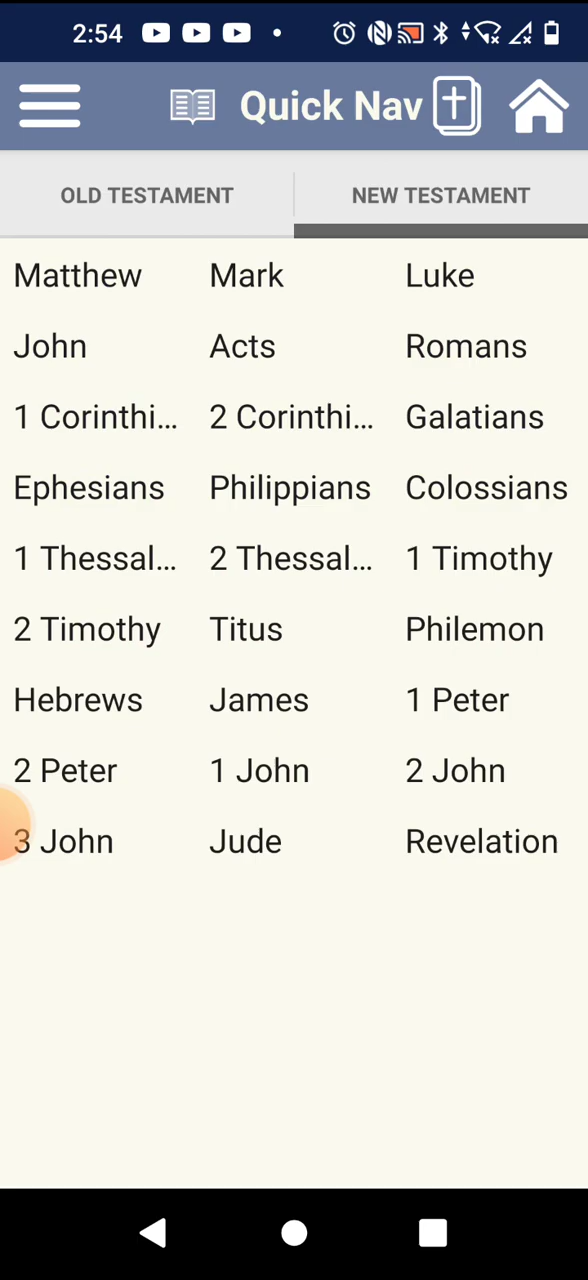 2:54
Quick Nav
OLD TESTAMENT NEW TESTAMENT
Matthew Mark Luke
John Acts Romans
1 Corinthi... 2 Corinthi... Galatians
Ephesians Philippians Colossians
1 Thessal... 2 Thessal... 1 Timothy
2 Timothy Titus Philemon
Hebrews James 1 Peter
2 Peter 1 John 2 John
3 John Jude Revelation